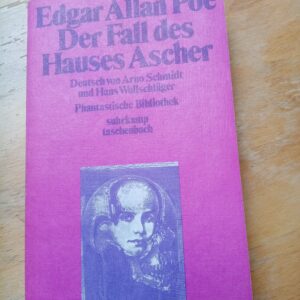 Edgar Allan Poe
Der Fall des
Hauses Ascher
Deutsch von Arno Schmidt
und Hans Wollschläger
Phantastische Bibliothek
suhrkamp
taschenbuch